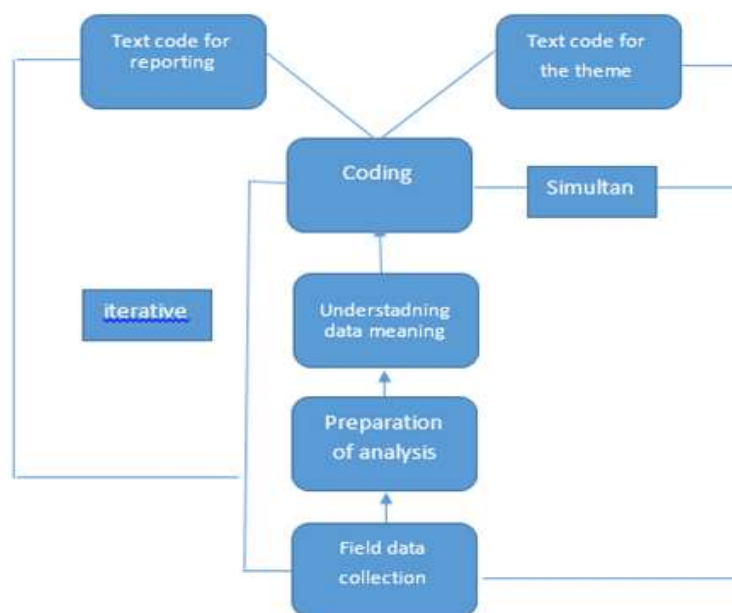 Text code for
reporting
Text code for
the theme
Coding
Simultan
iterative
Understadning
data meaning
Preparation
of analysis
Field data
collection